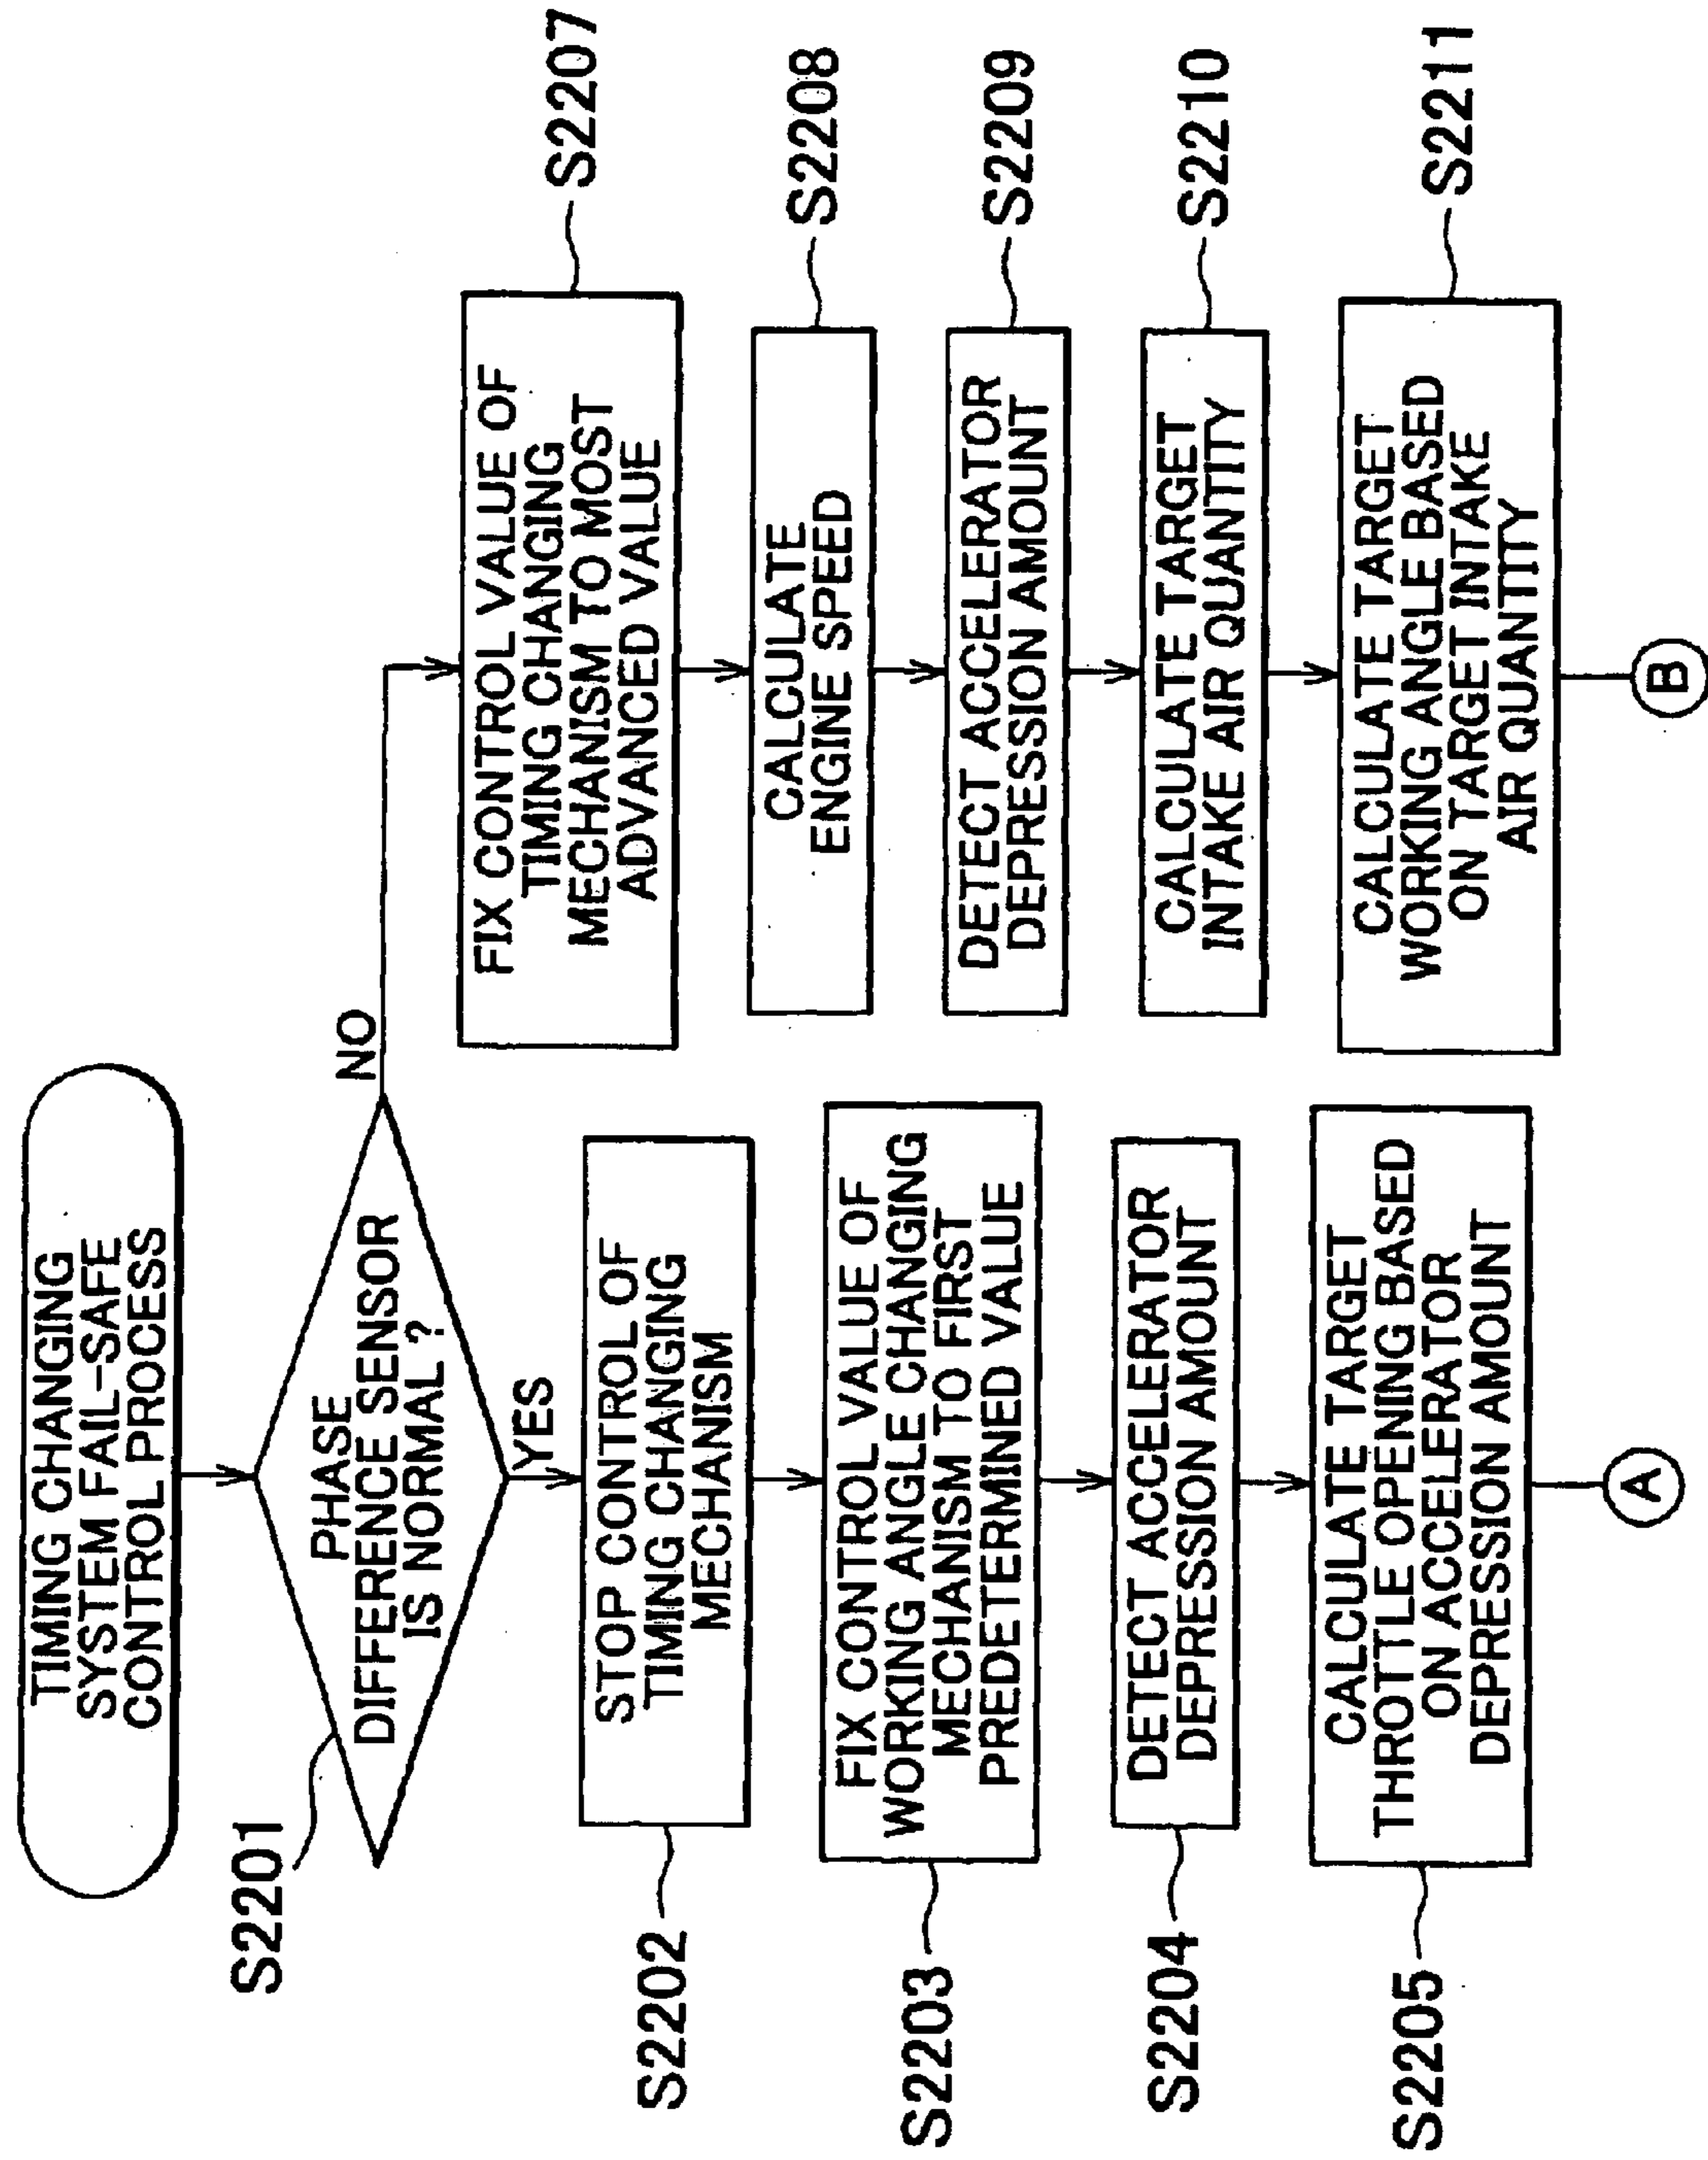 TIMING CHANGING
SYSTEM FAIL-SAFE
CONTROL PROCESS
S2201
PHASE
DIFFERENCE SENSOR
IS NORMAL ?
NO
YES
S2202
STOP CONTROL OF
TIMING CHANGING
MECHANISM
S2203
FIX CONTROL VALUE OF
WORKING ANGLE CHANGING
MECHANISM TO FIRST
PREDETERMINED VALUE
S2204
DETECT ACCELERATOR
DEPRESSION AMOUNT
S2205
CALCULATE TARGET
THROTTLE OPENING BASED
ON ACCELERATOR
DEPRESSION AMOUNT
A
FIX CONTROL VALUE OF
TIMING CHANGING
MECHANISM TO MOST
ADVANCED VALUE
S2207
CALCULATE
ENGINE SPEED
S2208
DETECT ACCELERATOR
DEPRESSION AMOUNT
S2209
CALCULATE TARGET
INTAKE AIR QUANTITY
S2210
CALCULATE TARGET
WORKING ANGLE BASED
ON TARGET INTAKE
AIR QUANTITY
S2211
B